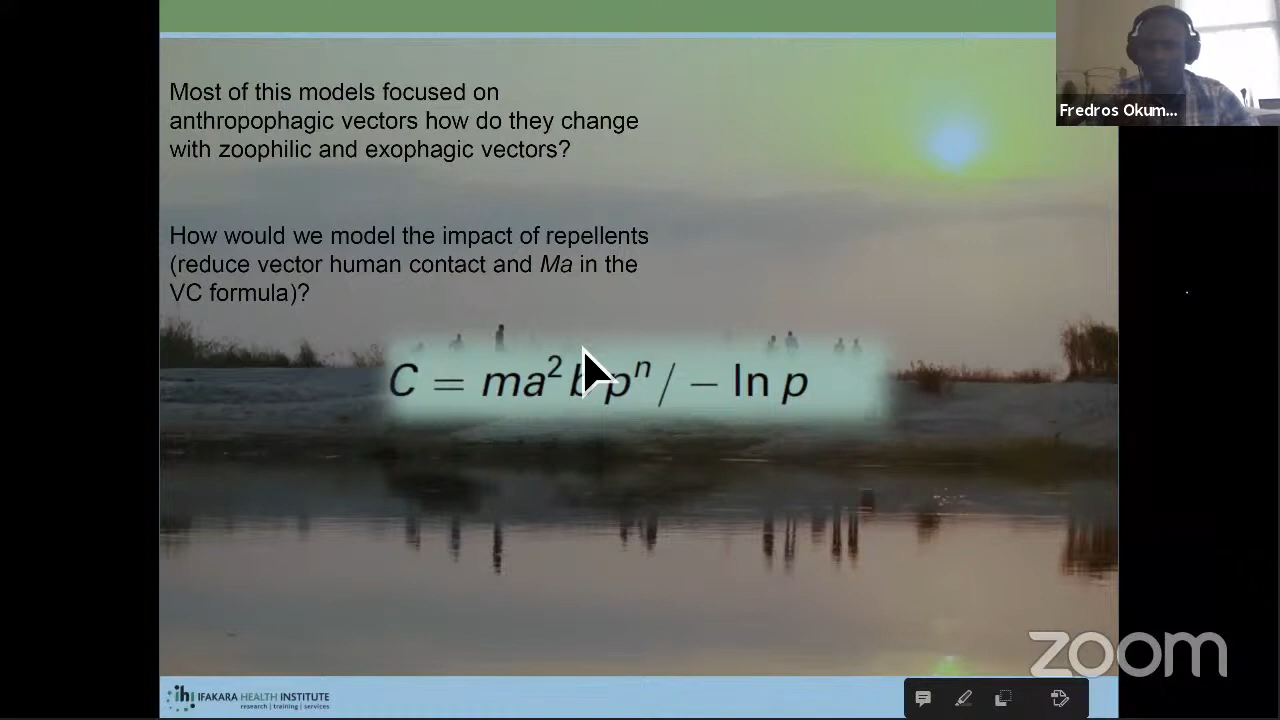 Most of this models focused on
anthropophagic vectors how do they change
with zoophilic and exophagic vectors?
How would we model the impact of repellents
(reduce vector human contact and Ma in the
VC formula)?
C = ma² b pⁿ / − ln p
Fredros Okum...
zoom
ihi IFAKARA HEALTH INSTITUTE
research | training | services